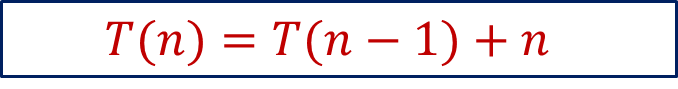 T(n) = T(n − 1) + n